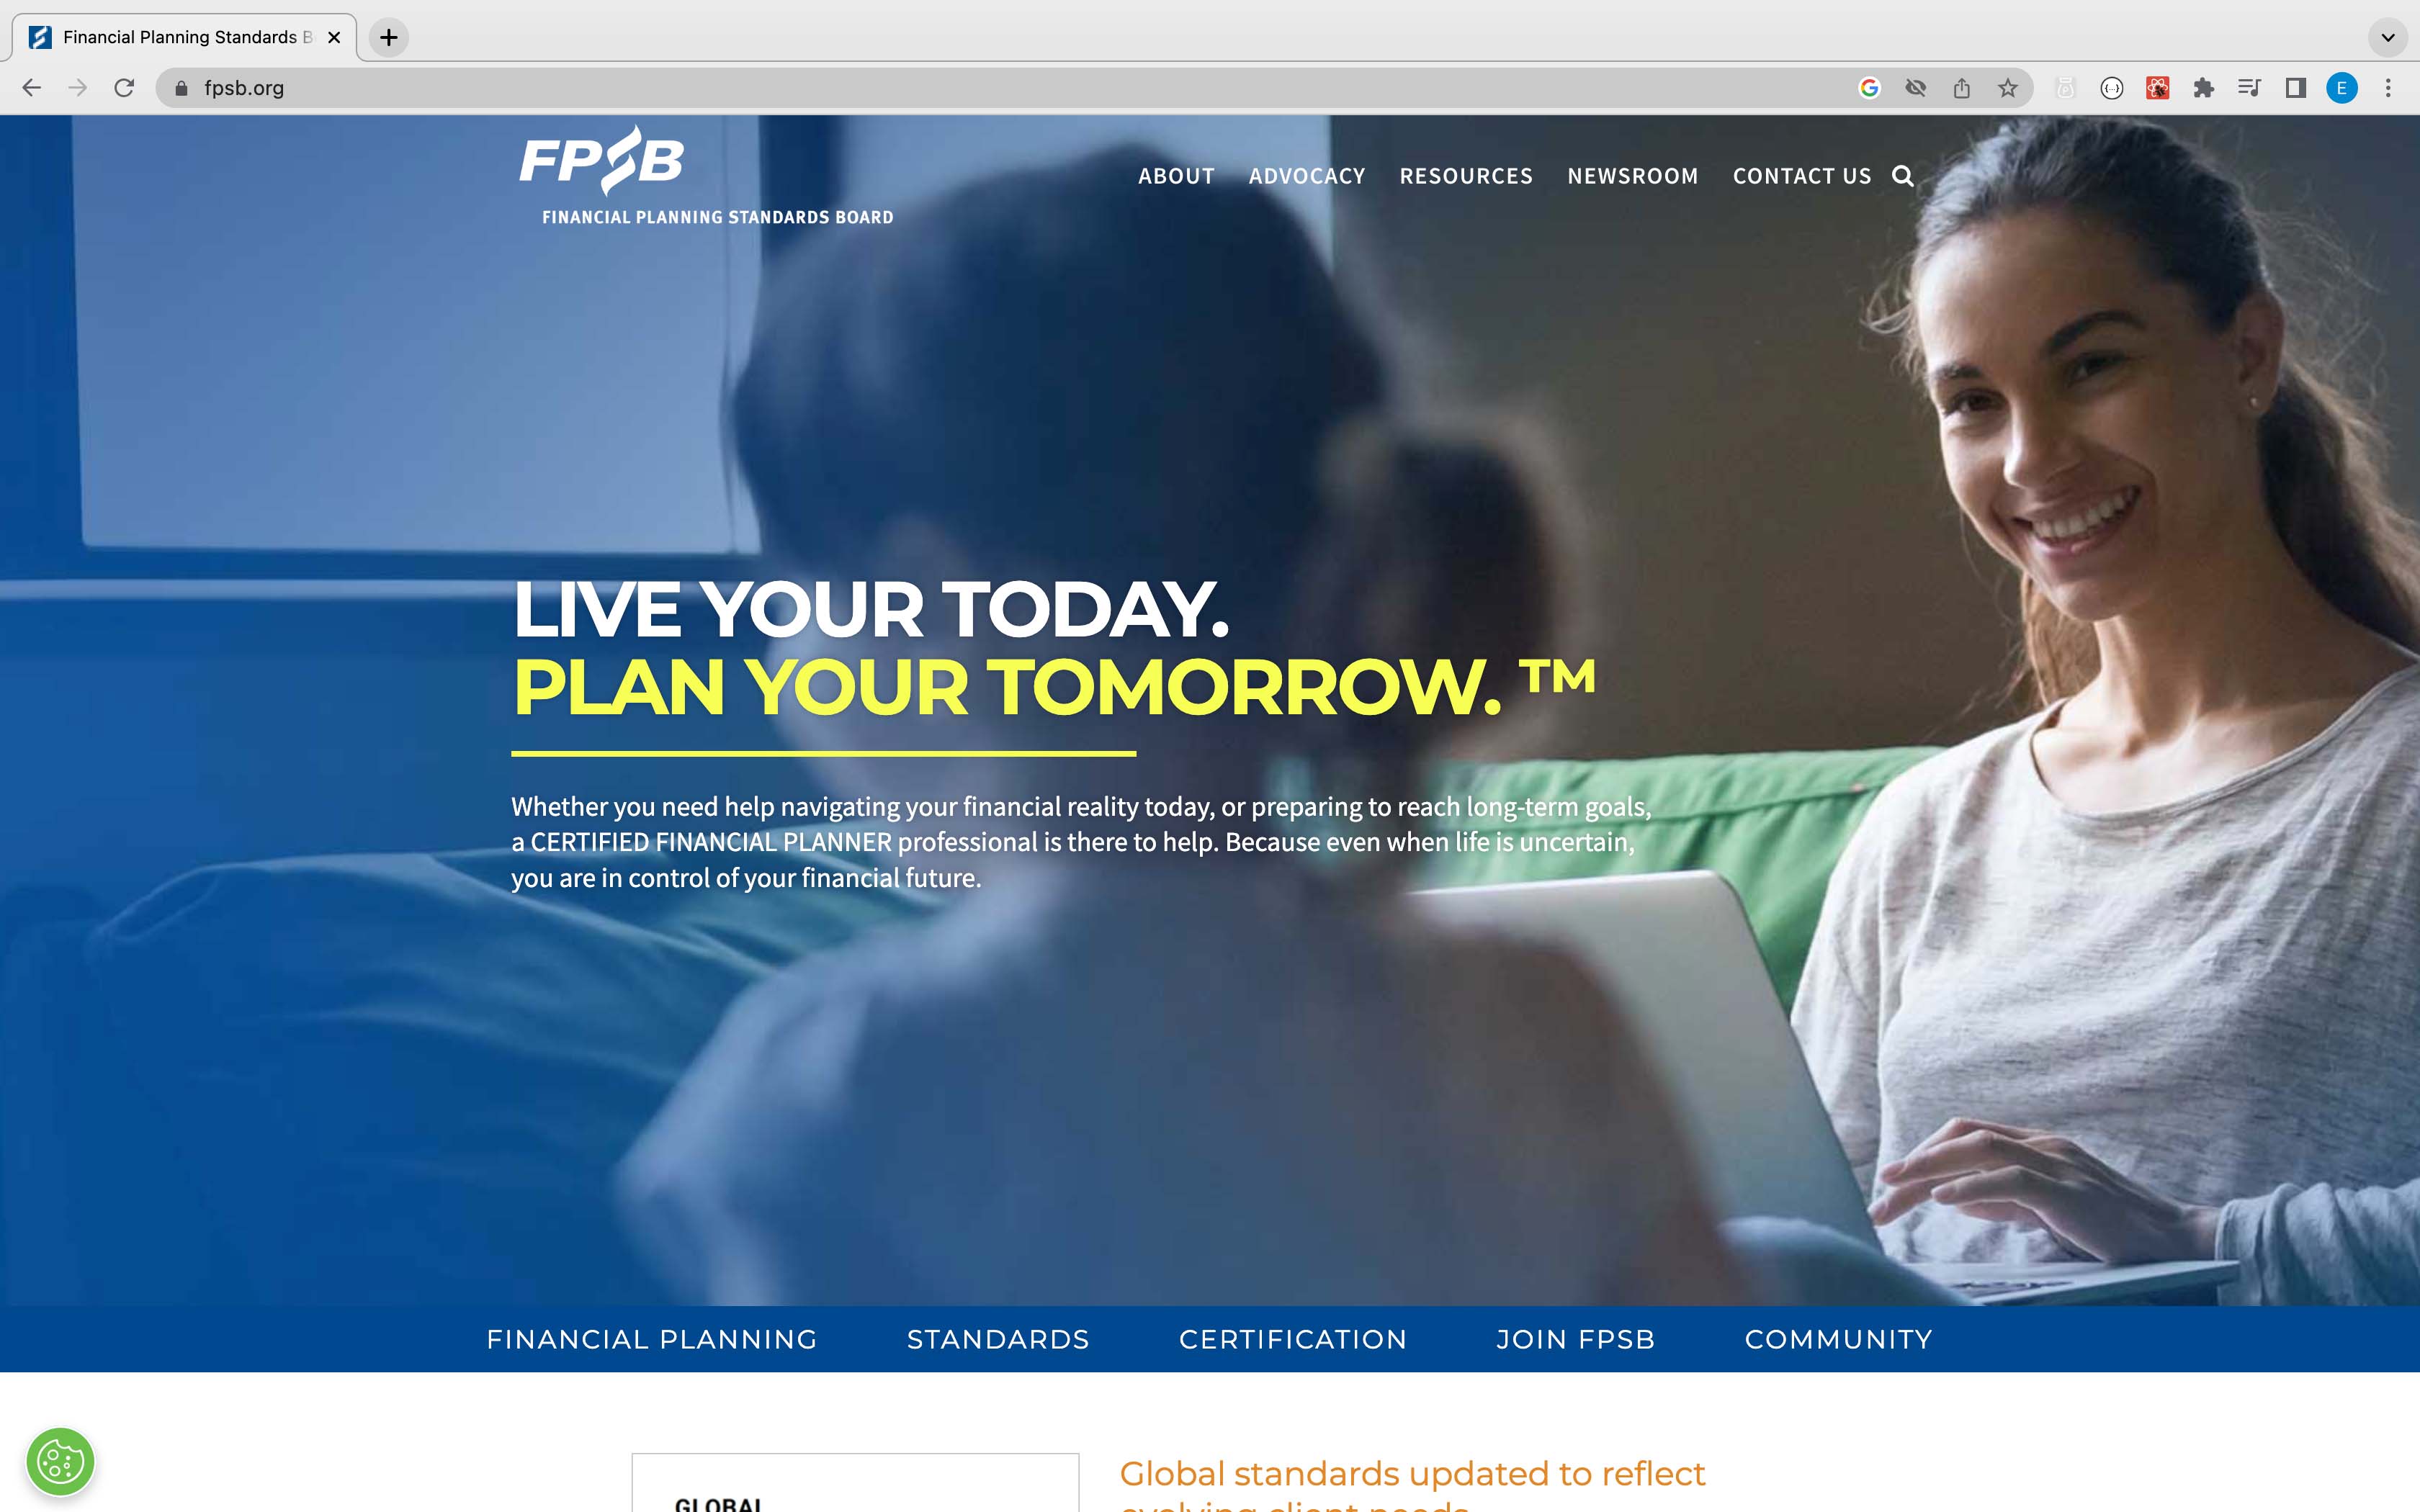 Financial Planning Standards B
fpsb.org
E
FPSB
FINANCIAL PLANNING STANDARDS BOARD
ABOUT ADVOCACY RESOURCES NEWSROOM CONTACT US
LIVE YOUR TODAY.
PLAN YOUR TOMORROW. ™
Whether you need help navigating your financial reality today, or preparing to reach long-term goals,
a CERTIFIED FINANCIAL PLANNER professional is there to help. Because even when life is uncertain,
you are in control of your financial future.
FINANCIAL PLANNING STANDARDS CERTIFICATION JOIN FPSB COMMUNITY
GLOBAL
Global standards updated to reflect
evolving client needs